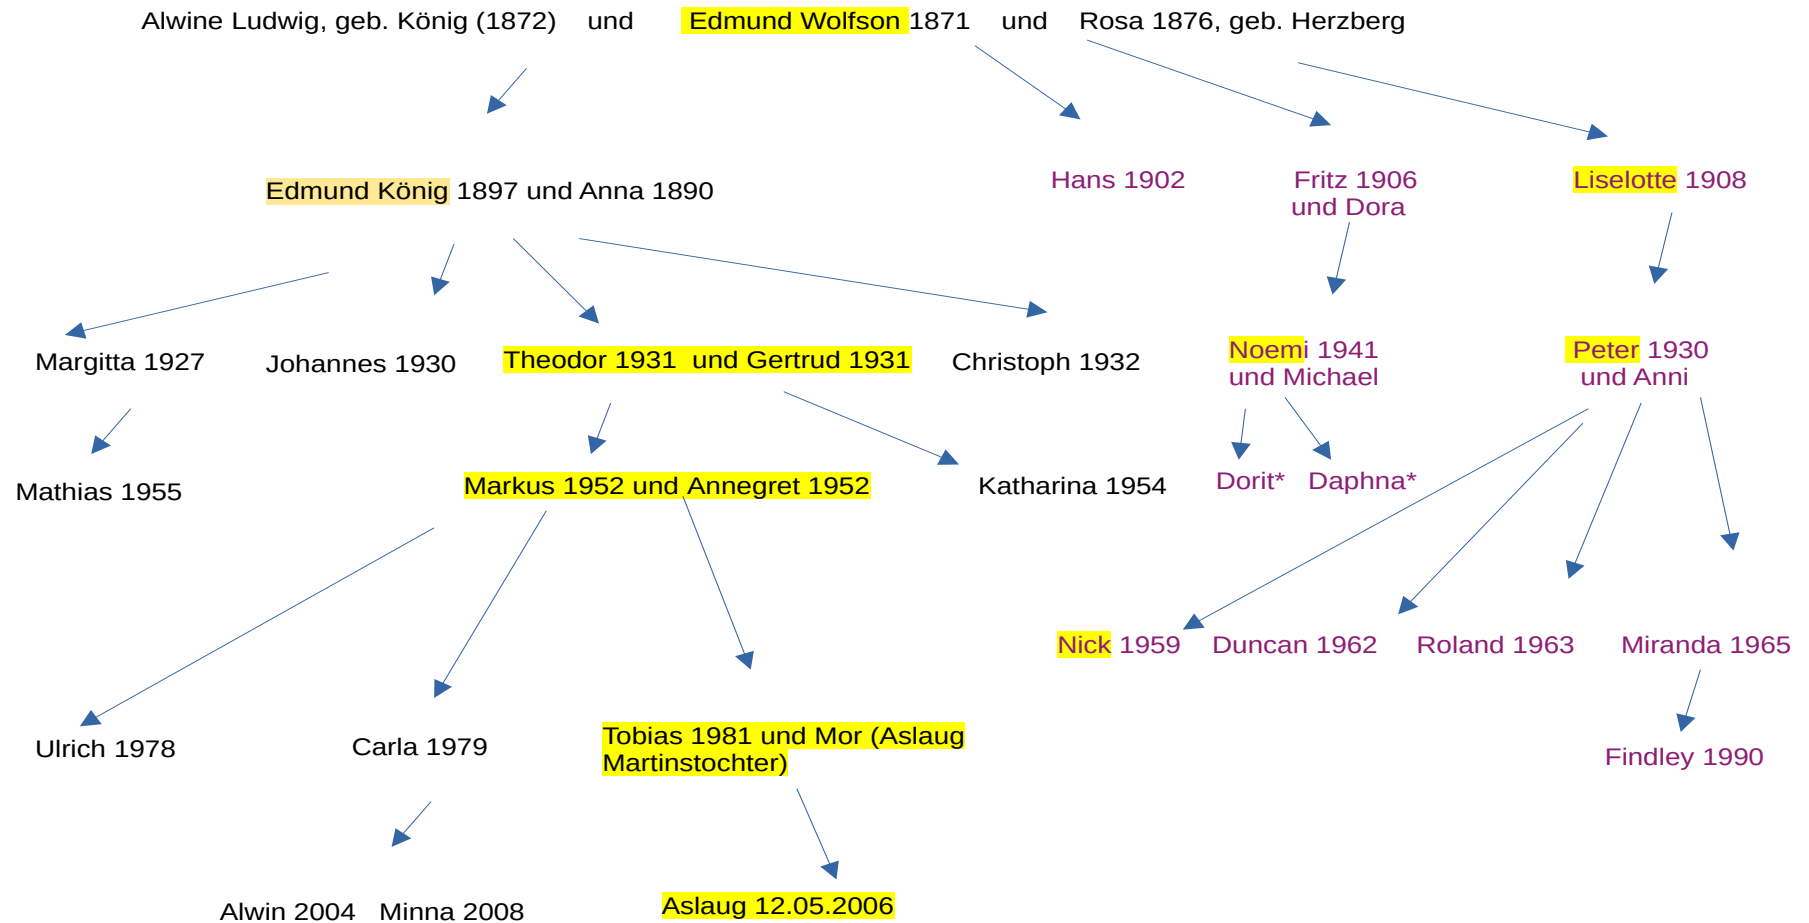 Alwine Ludwig, geb. König (1872) und Edmund Wolfson 1871 und Rosa 1876, geb. Herzberg
Edmund König 1897 und Anna 1890
Hans 1902
Fritz 1906
und Dora
Liselotte 1908
Margitta 1927
Johannes 1930
Theodor 1931 und Gertrud 1931
Christoph 1932
Noemi 1941
und Michael
Peter 1930
und Anni
Mathias 1955
Markus 1952 und Annegret 1952
Katharina 1954
Dorit* Daphna*
Nick 1959
Duncan 1962
Roland 1963
Miranda 1965
Ulrich 1978
Carla 1979
Tobias 1981 und Mor (Aslaug
Martinstochter)
Findley 1990
Alwin 2004 Minna 2008
Aslaug 12.05.2006